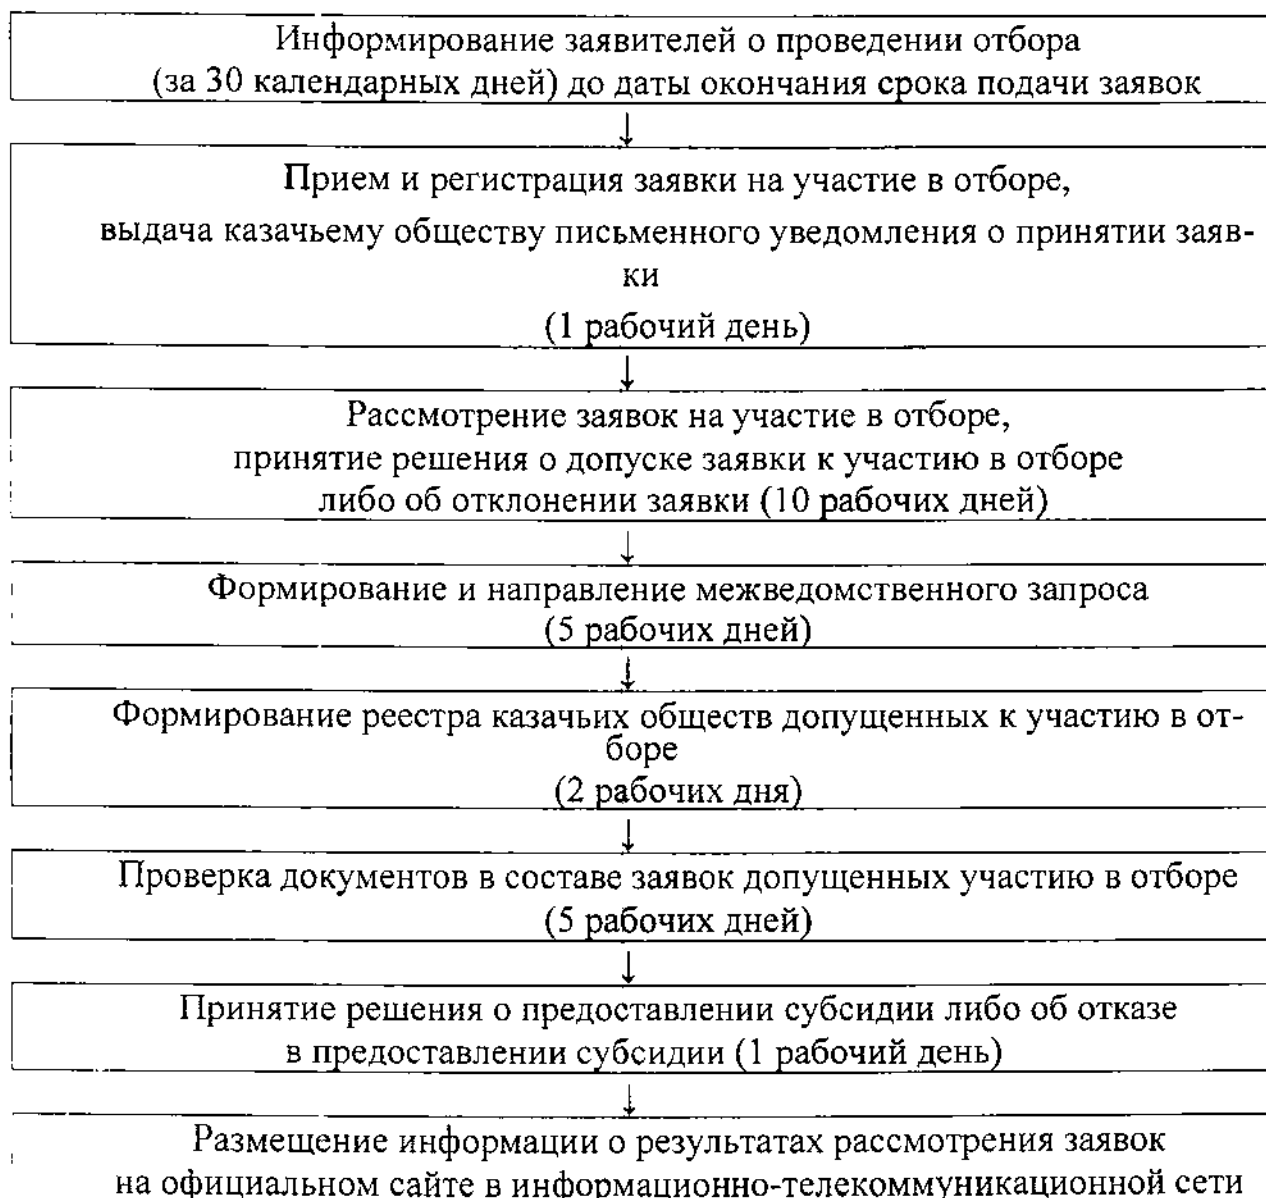 Информирование заявителей о проведении отбора
(за 30 календарных дней) до даты окончания срока подачи заявок
↓
Прием и регистрация заявки на участие в отборе,
выдача казачьему обществу письменного уведомления о принятии заяв-
ки
(1 рабочий день)
↓
Рассмотрение заявок на участие в отборе,
принятие решения о допуске заявки к участию в отборе
либо об отклонении заявки (10 рабочих дней)
↓
Формирование и направление межведомственного запроса
(5 рабочих дней)
↓
Формирование реестра казачьих обществ допущенных к участию в от-
боре
(2 рабочих дня)
↓
Проверка документов в составе заявок допущенных участию в отборе
(5 рабочих дней)
↓
Принятие решения о предоставлении субсидии либо об отказе
в предоставлении субсидии (1 рабочий день)
↓
Размещение информации о результатах рассмотрения заявок
на официальном сайте в информационно-телекоммуникационной сети